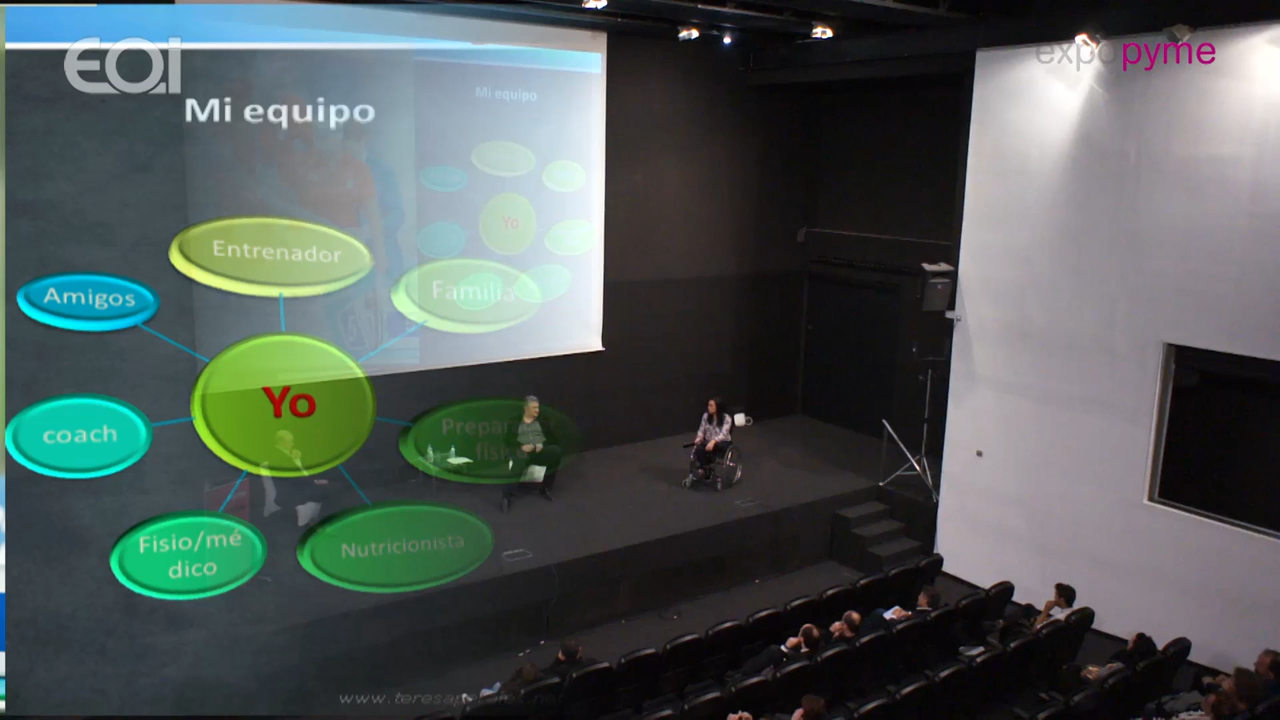 EOI
expopyme
Mi equipo
Mi equipo
Entrenador
Amigos
Familia
Yo
Yo
coach
Fisio/mé
dico
Nutricionista